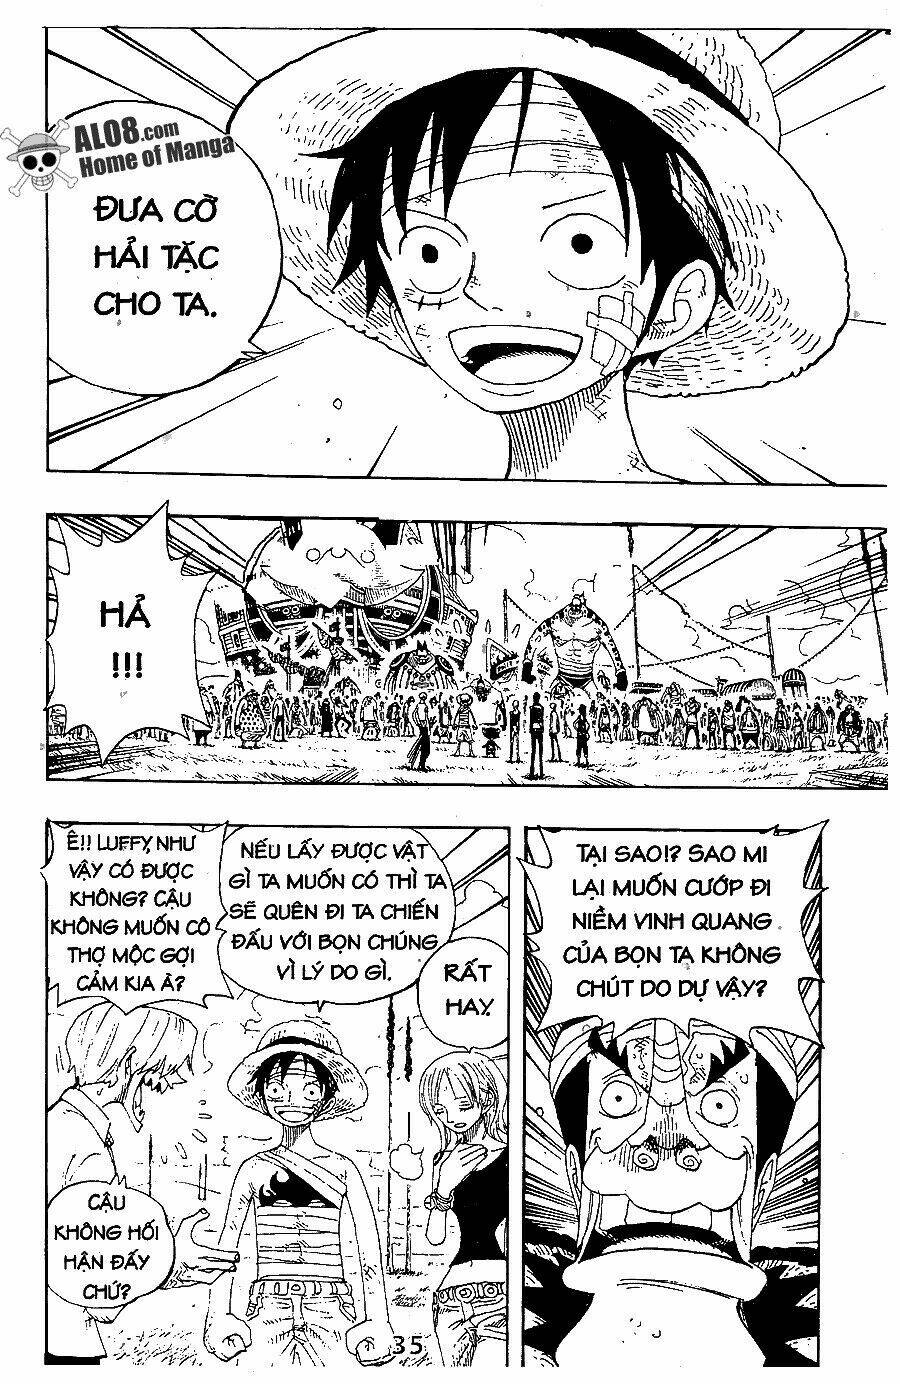 ALO8.com
Home of Manga
ĐƯA CỜ
HẢI TẶC
CHO TA.
HẢ
!!!
Ê!! LUFFY, NHƯ
VẬY CÓ ĐƯỢC
KHÔNG? CẬU
KHÔNG MUỐN CÔ
THỢ MỘC GỢI
CẢM KIA À?
NẾU LẤY ĐƯỢC VẬT
GÌ TA MUỐN CÓ THÌ TA
SẼ QUÊN ĐI TA CHIẾN
ĐẤU VỚI BỌN CHÚNG
VÌ LÝ DO GÌ.
RẤT
HAY.
CẬU
KHÔNG HỐI
HẬN ĐẤY
CHỨ?
TẠI SAO!? SAO MI
LẠI MUỐN CƯỚP ĐI
NIỀM VINH QUANG
CỦA BỌN TA KHÔNG
CHÚT DO DỰ VẬY?
35